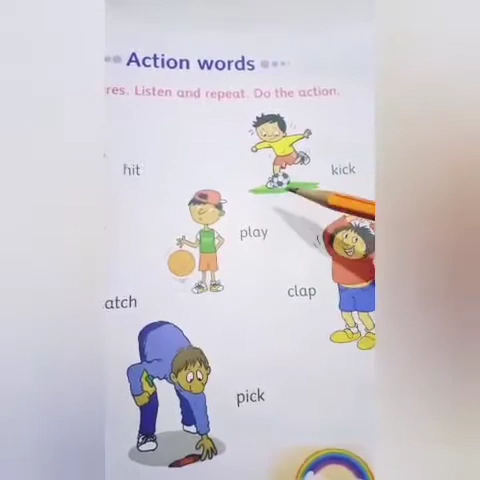 Action words
res. Listen and repeat. Do the action.
hit
kick
play
atch
clap
pick